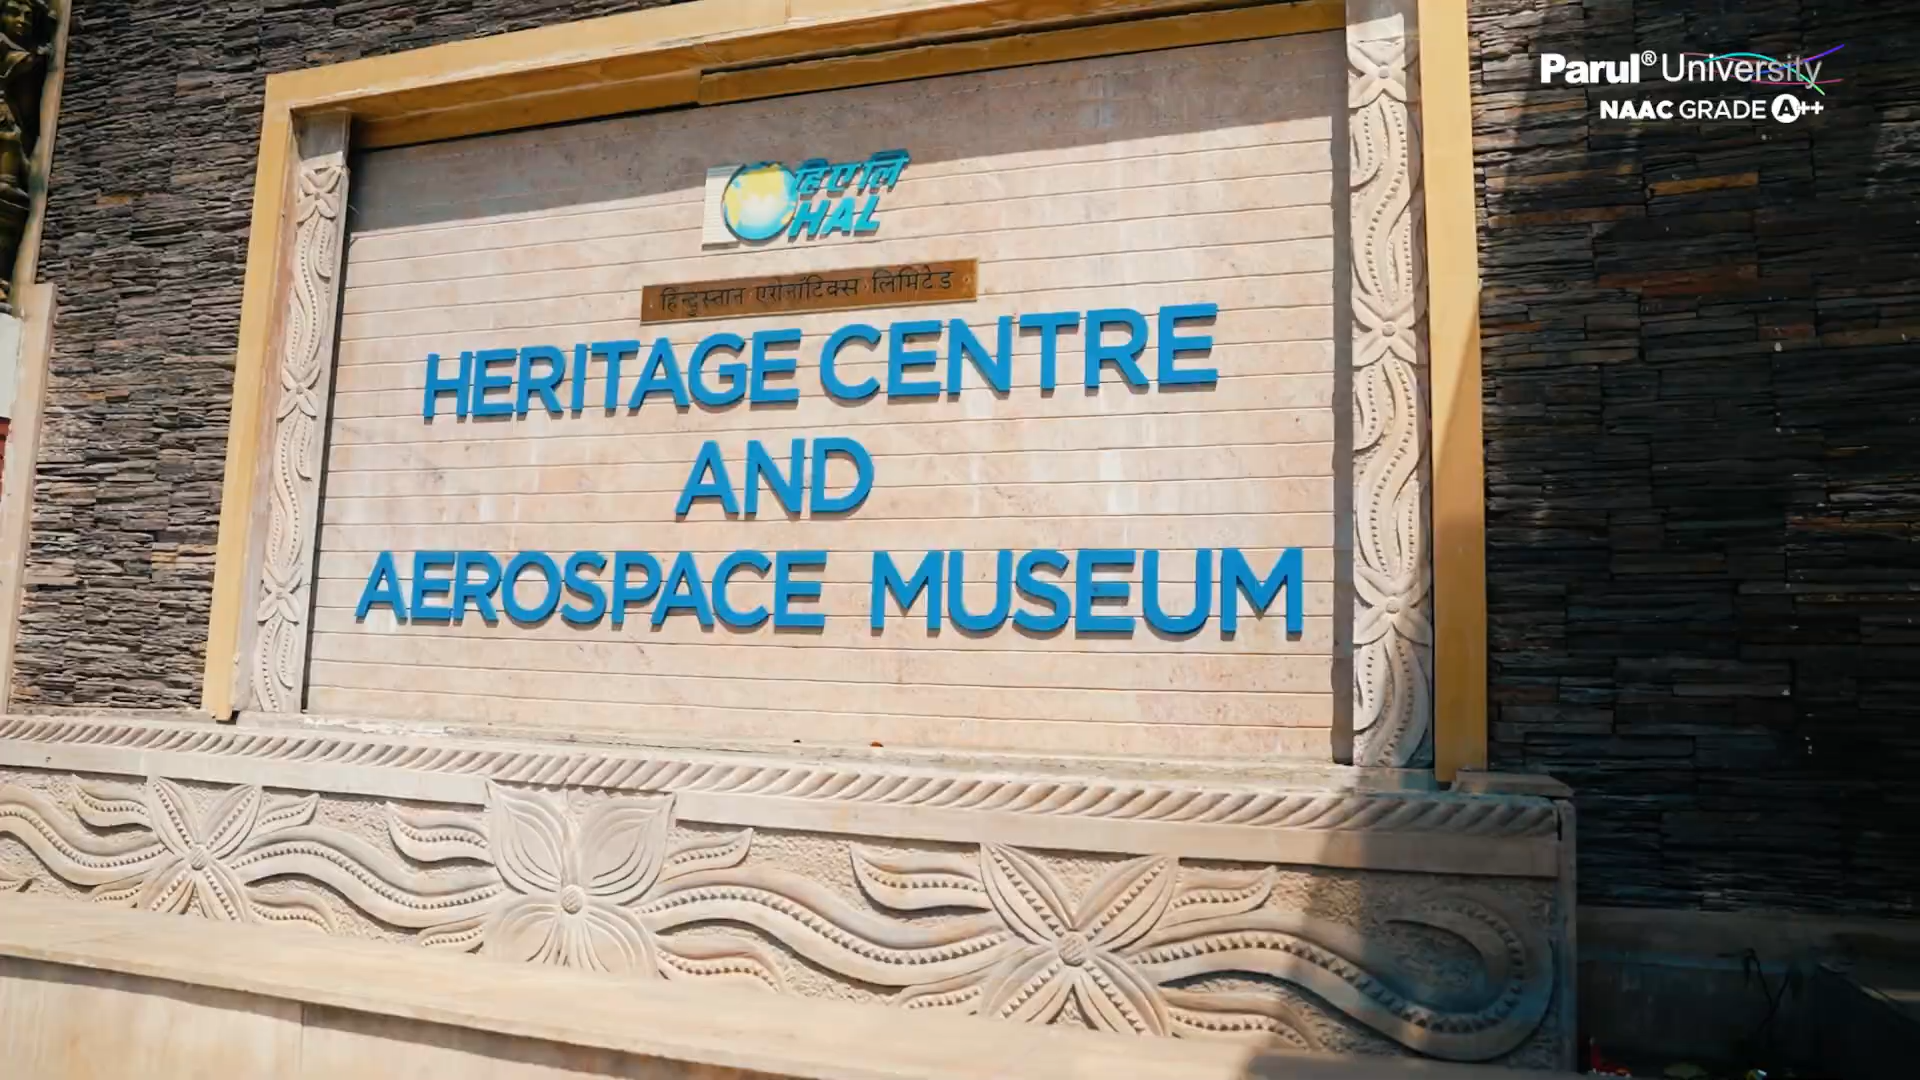 Parul® University
NAAC GRADE A++
हिएलि
HAL
हिन्दुस्तान एरोनॉटिक्स लिमिटेड
HERITAGE CENTRE
AND
AEROSPACE MUSEUM